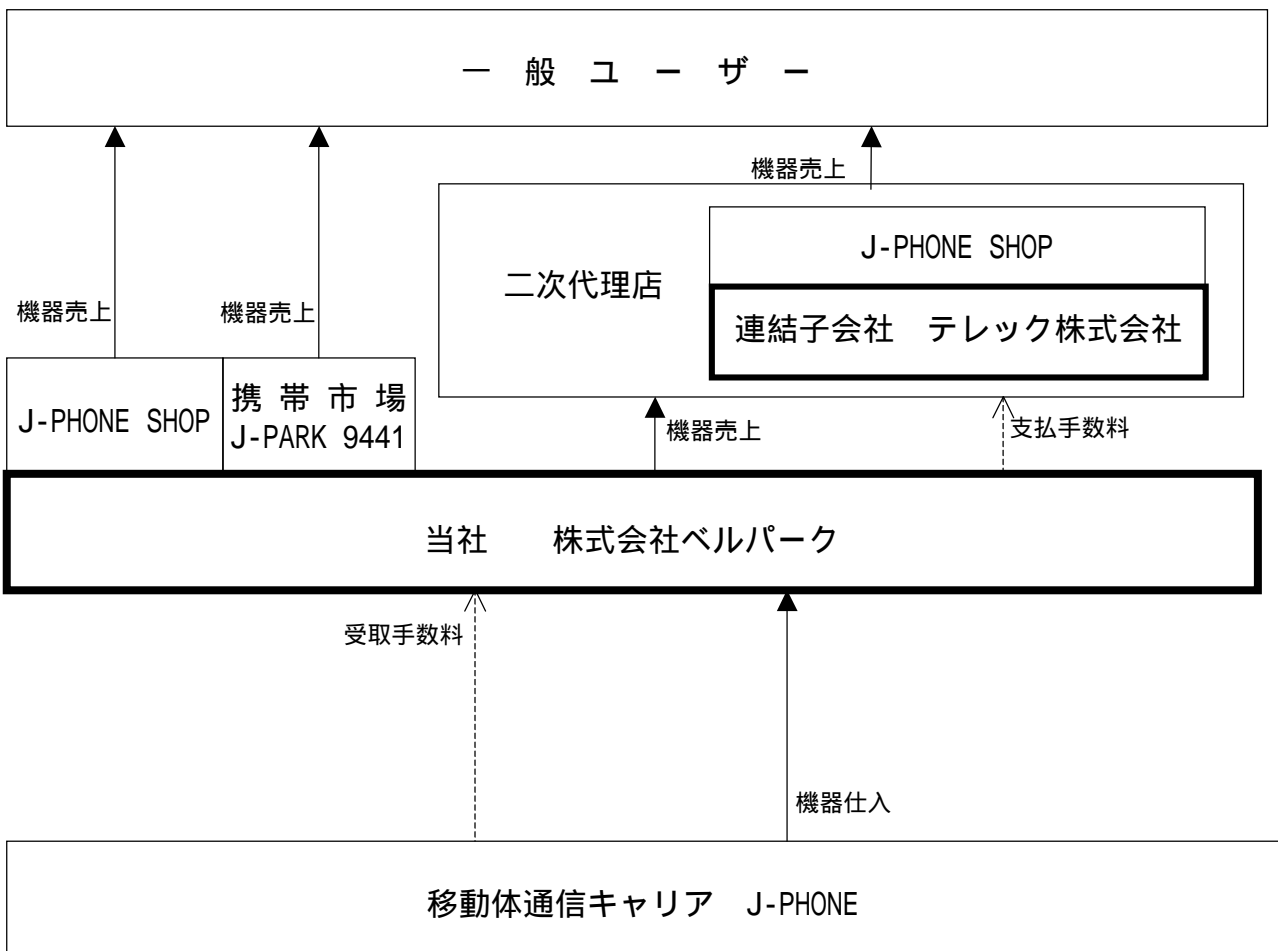 一 般 ユ ー ザ ー
機器売上
J-PHONE SHOP
二次代理店
連結子会社 テレック株式会社
機器売上
機器売上
J-PHONE SHOP
携 帯 市 場
J-PARK 9441
機器売上
支払手数料
当社 株式会社ベルパーク
受取手数料
機器仕入
移動体通信キャリア J-PHONE